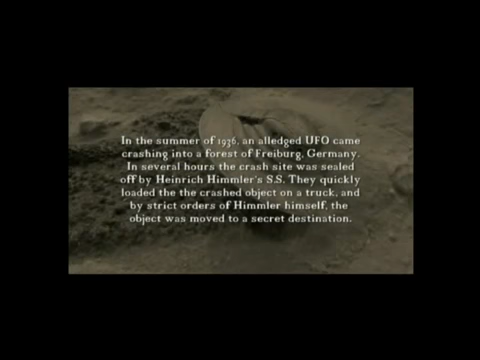 In the summer of 1936, an alledged UFO came
crashing into a forest of Freiburg, Germany.
In several hours the crash site was sealed
off by Heinrich Himmler's S.S. They quickly
loaded the the crashed object on a truck, and
by strict orders of Himmler himself, the
object was moved to a secret destination.